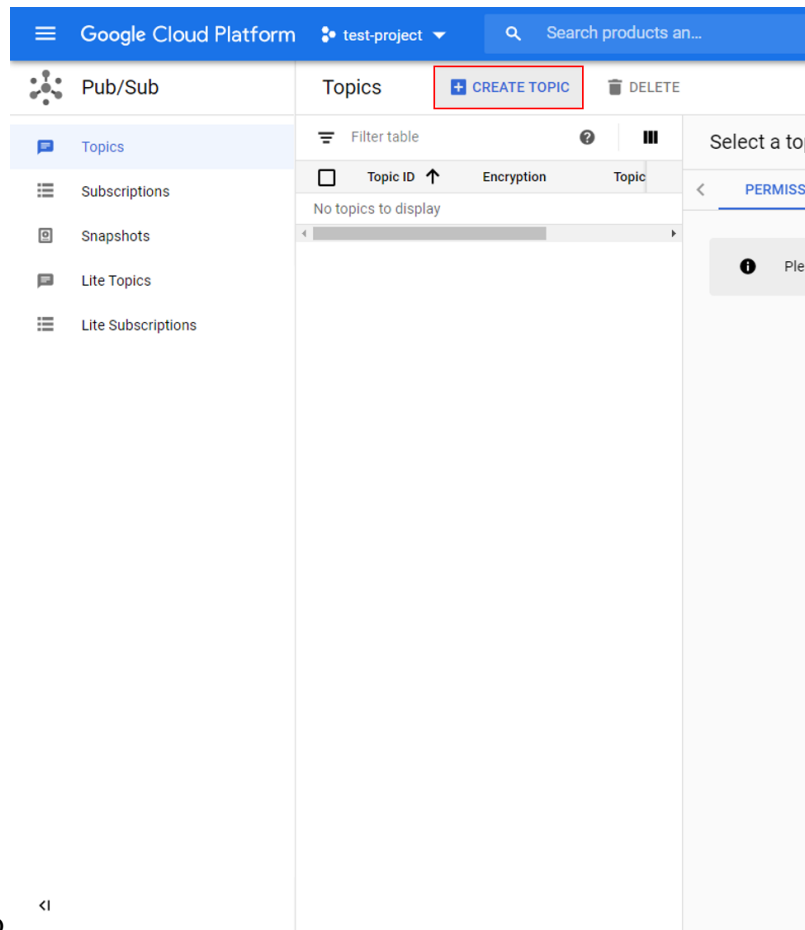 Google Cloud Platform
test-project
Search products an...
Pub/Sub
Topics
CREATE TOPIC
DELETE
Topics
Subscriptions
Snapshots
Lite Topics
Lite Subscriptions
Filter table
Topic ID Encryption Topic
No topics to display
Select a to
PERMISS
Ple